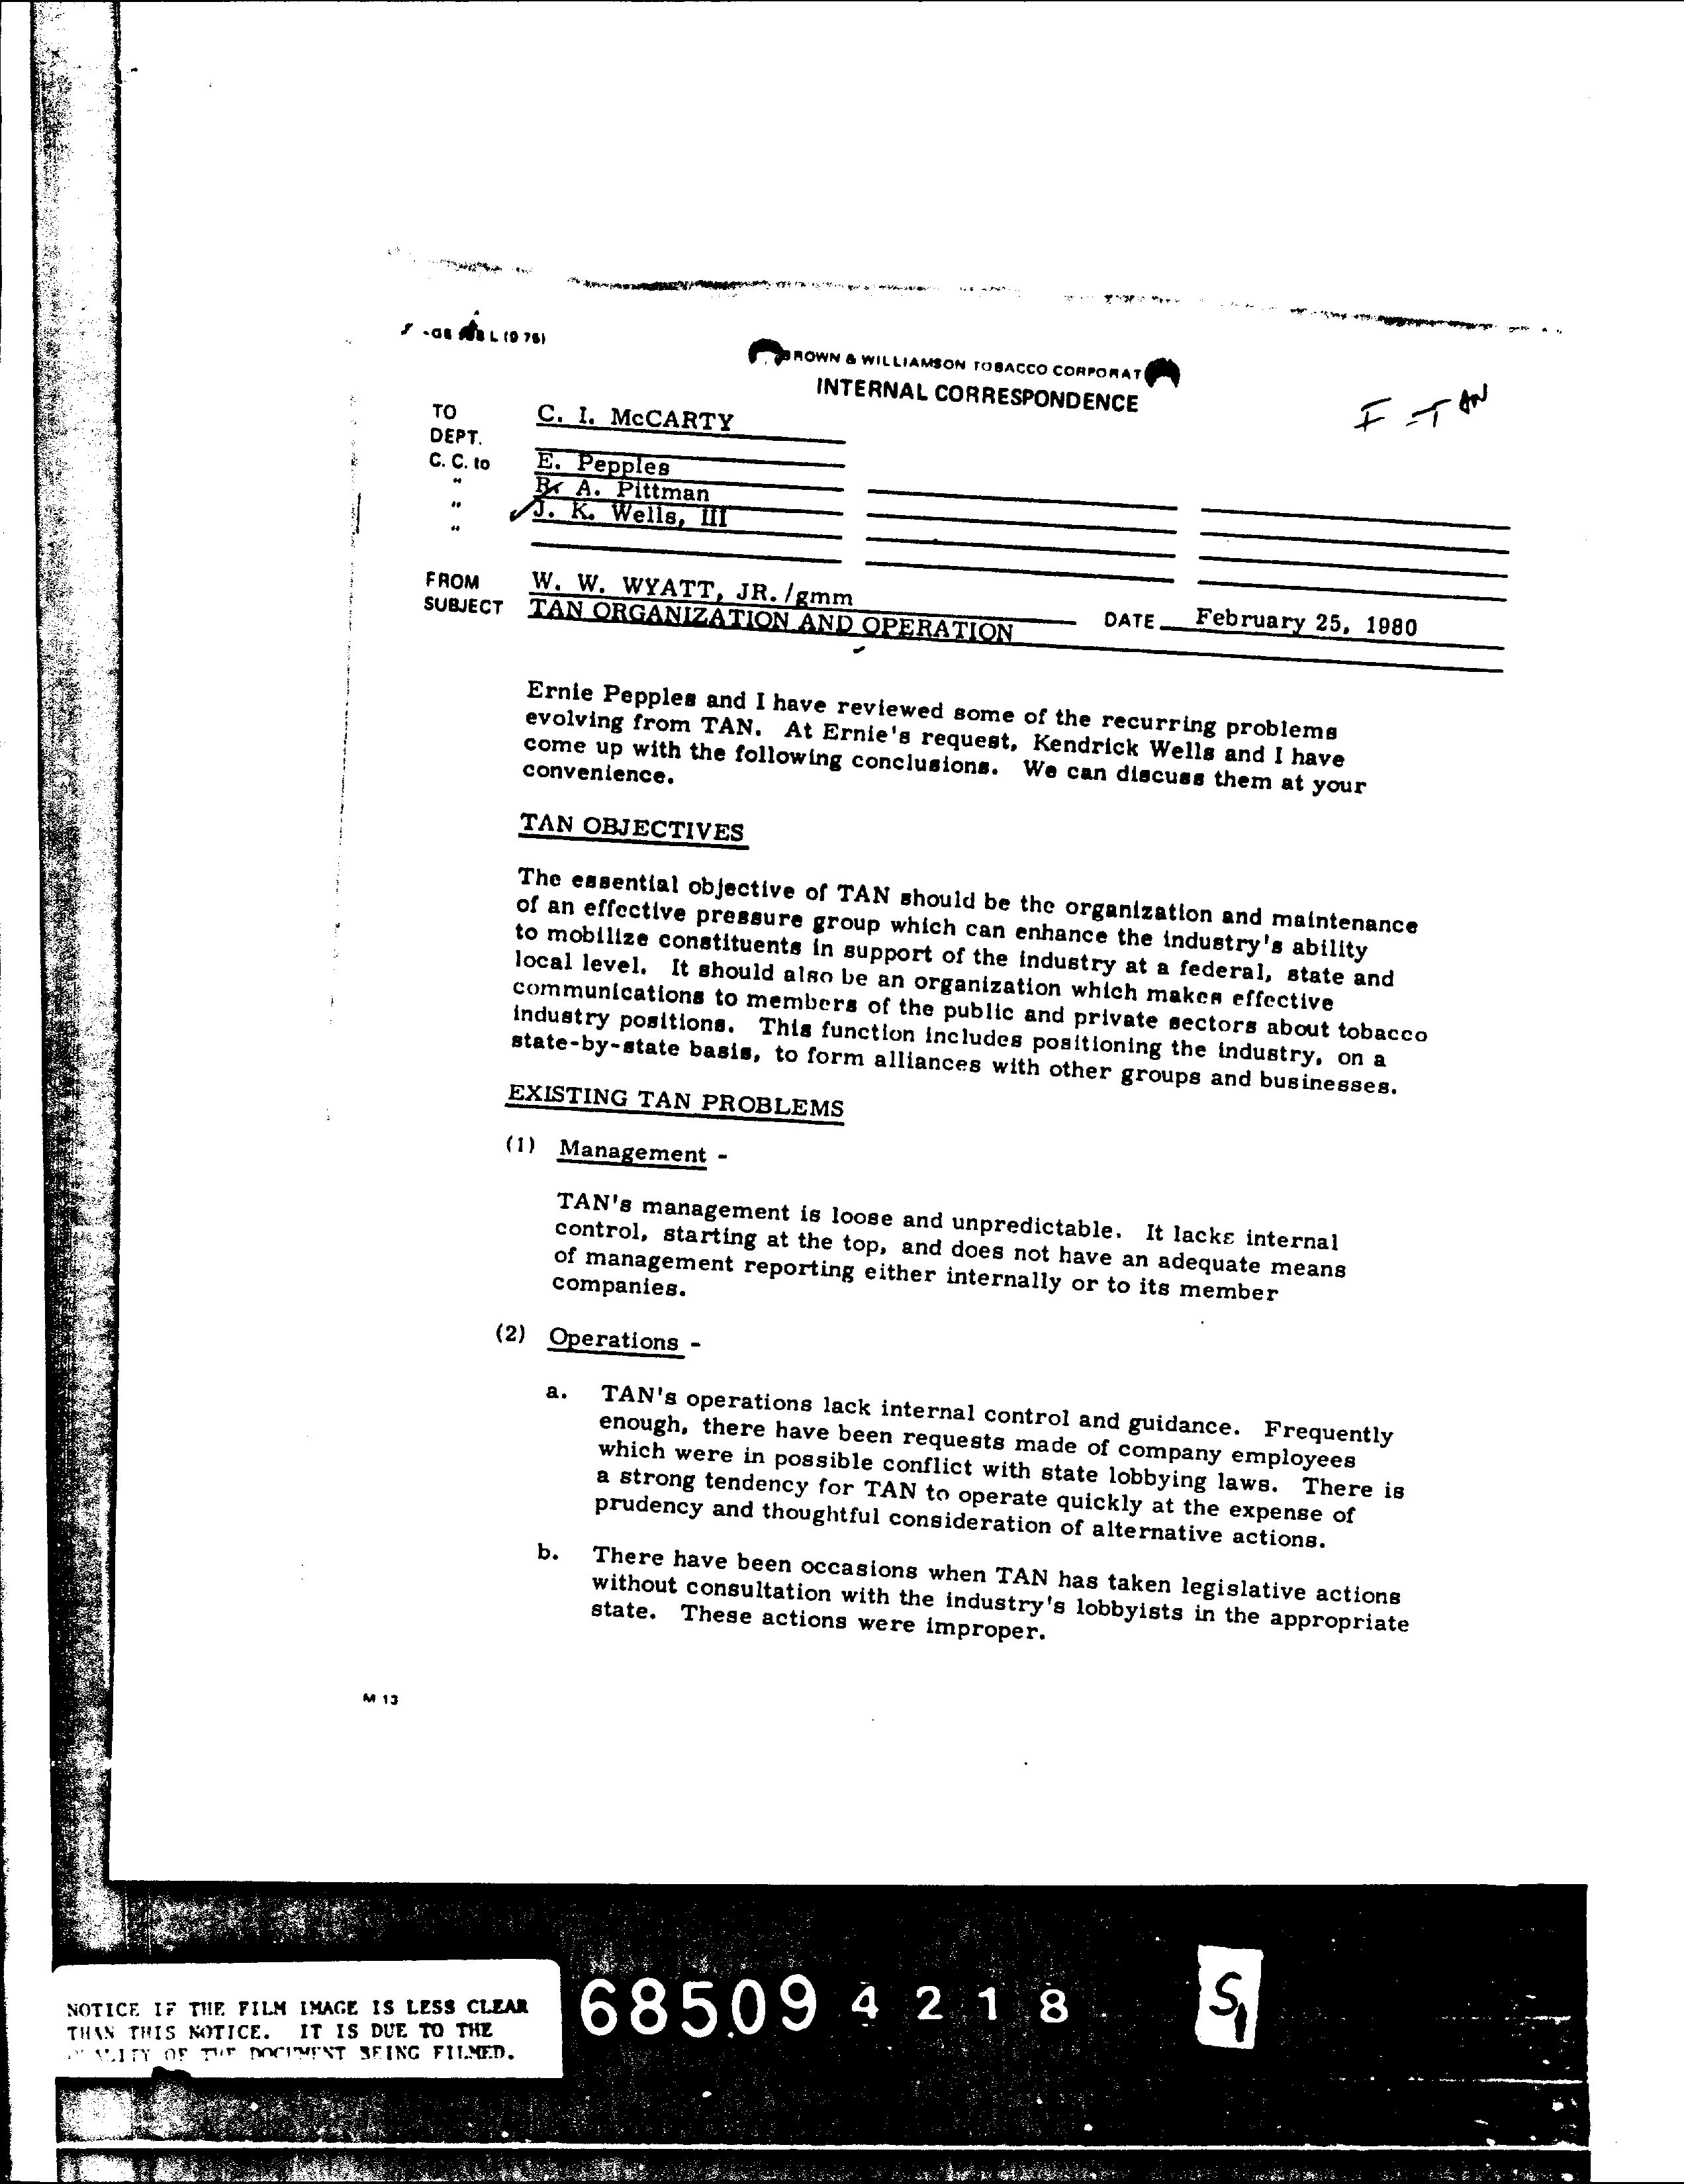 L (9 76)
BROWN & WILLIAMSON TOBACCO CORPORAT
INTERNAL CORRESPONDENCE
F - TAN
TO C. I. McCARTY
DEPT.
C. C. to E. Pepples
" R. A. Pittman
" J. K. Wells, III
"
FROM W. W. WYATT, JR. /gmm
SUBJECT TAN ORGANIZATION AND OPERATION DATE February 25, 1980
Ernie Pepples and I have reviewed some of the recurring problems
evolving from TAN. At Ernie's request, Kendrick Wells and I have
come up with the following conclusions. We can discuss them at your
convenience.
TAN OBJECTIVES
The essential objective of TAN should be the organization and maintenance
of an effective pressure group which can enhance the industry's ability
to mobilize constituents in support of the industry at a federal, state and
local level. It should also be an organization which makes effective
communications to members of the public and private sectors about tobacco
industry positions. This function includes positioning the industry, on a
state-by-state basis, to form alliances with other groups and businesses.
EXISTING TAN PROBLEMS
(1) Management -
TAN's management is loose and unpredictable. It lacks internal
control, starting at the top, and does not have an adequate means
of management reporting either internally or to its member
companies.
(2) Operations -
a. TAN's operations lack internal control and guidance. Frequently
enough, there have been requests made of company employees
which were in possible conflict with state lobbying laws. There is
a strong tendency for TAN to operate quickly at the expense of
prudency and thoughtful consideration of alternative actions.
b. There have been occasions when TAN has taken legislative actions
without consultation with the industry's lobbyists in the appropriate
state. These actions were improper.
M 13
NOTICE IF THE FILM IMAGE IS LESS CLEAR
THAN THIS NOTICE. IT IS DUE TO THE
QUALITY OF THE DOCUMENT BEING FILMED.
68509 4218